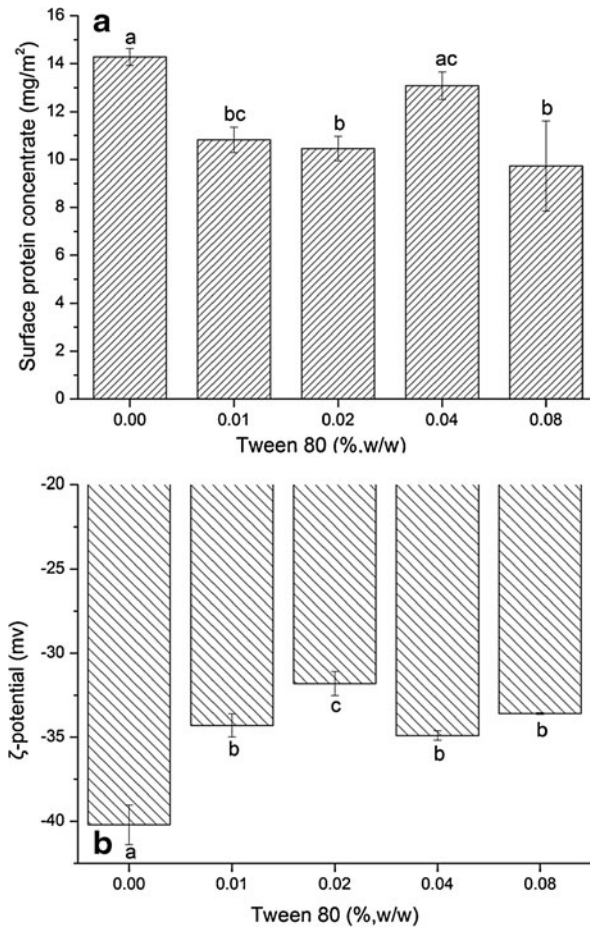 a
Surface protein concentrate (mg/m²)
16
14
12
10
8
6
4
2
0
a
bc
b
ac
b
0.00 0.01 0.02 0.04 0.08
Tween 80 (%,w/w)
ζ-potential (mv)
-20
-25
-30
-35
-40
a
b
c
b
b
b
0.00 0.01 0.02 0.04 0.08
Tween 80 (%,w/w)